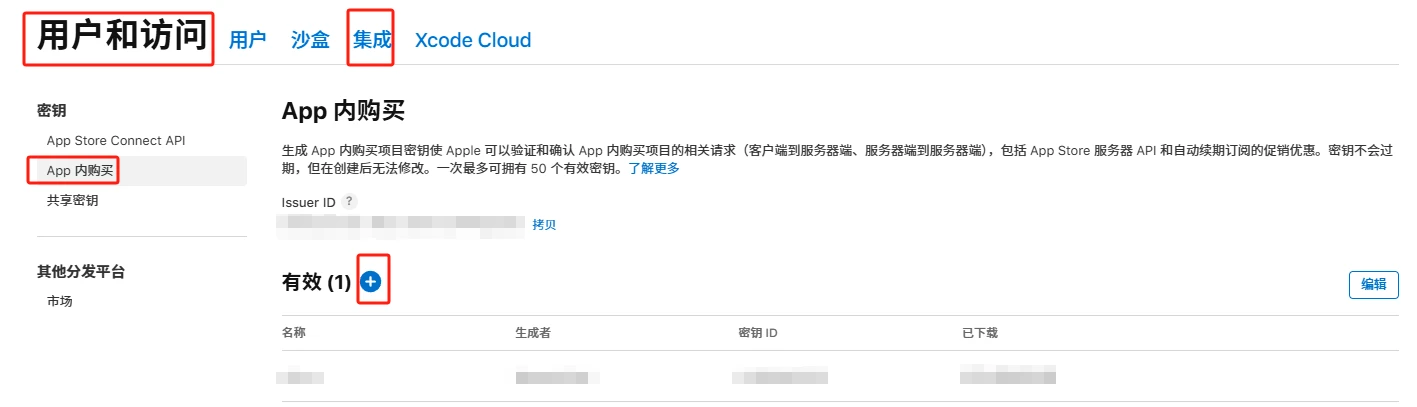 用户和访问 用户 沙盒 集成 Xcode Cloud
密钥
App Store Connect API
App 内购买
共享密钥
其他分发平台
市场
App 内购买
生成 App 内购买项目密钥使 Apple 可以验证和确认 App 内购买项目的相关请求（客户端到服务器端、服务器端到服务器端），包括 App Store 服务器 API 和自动续期订阅的促销优惠。密钥不会过
期，但在创建后无法修改。一次最多可拥有 50 个有效密钥。了解更多
Issuer ID ?
拷贝
有效 (1)
编辑
名称 生成者 密钥 ID 已下载